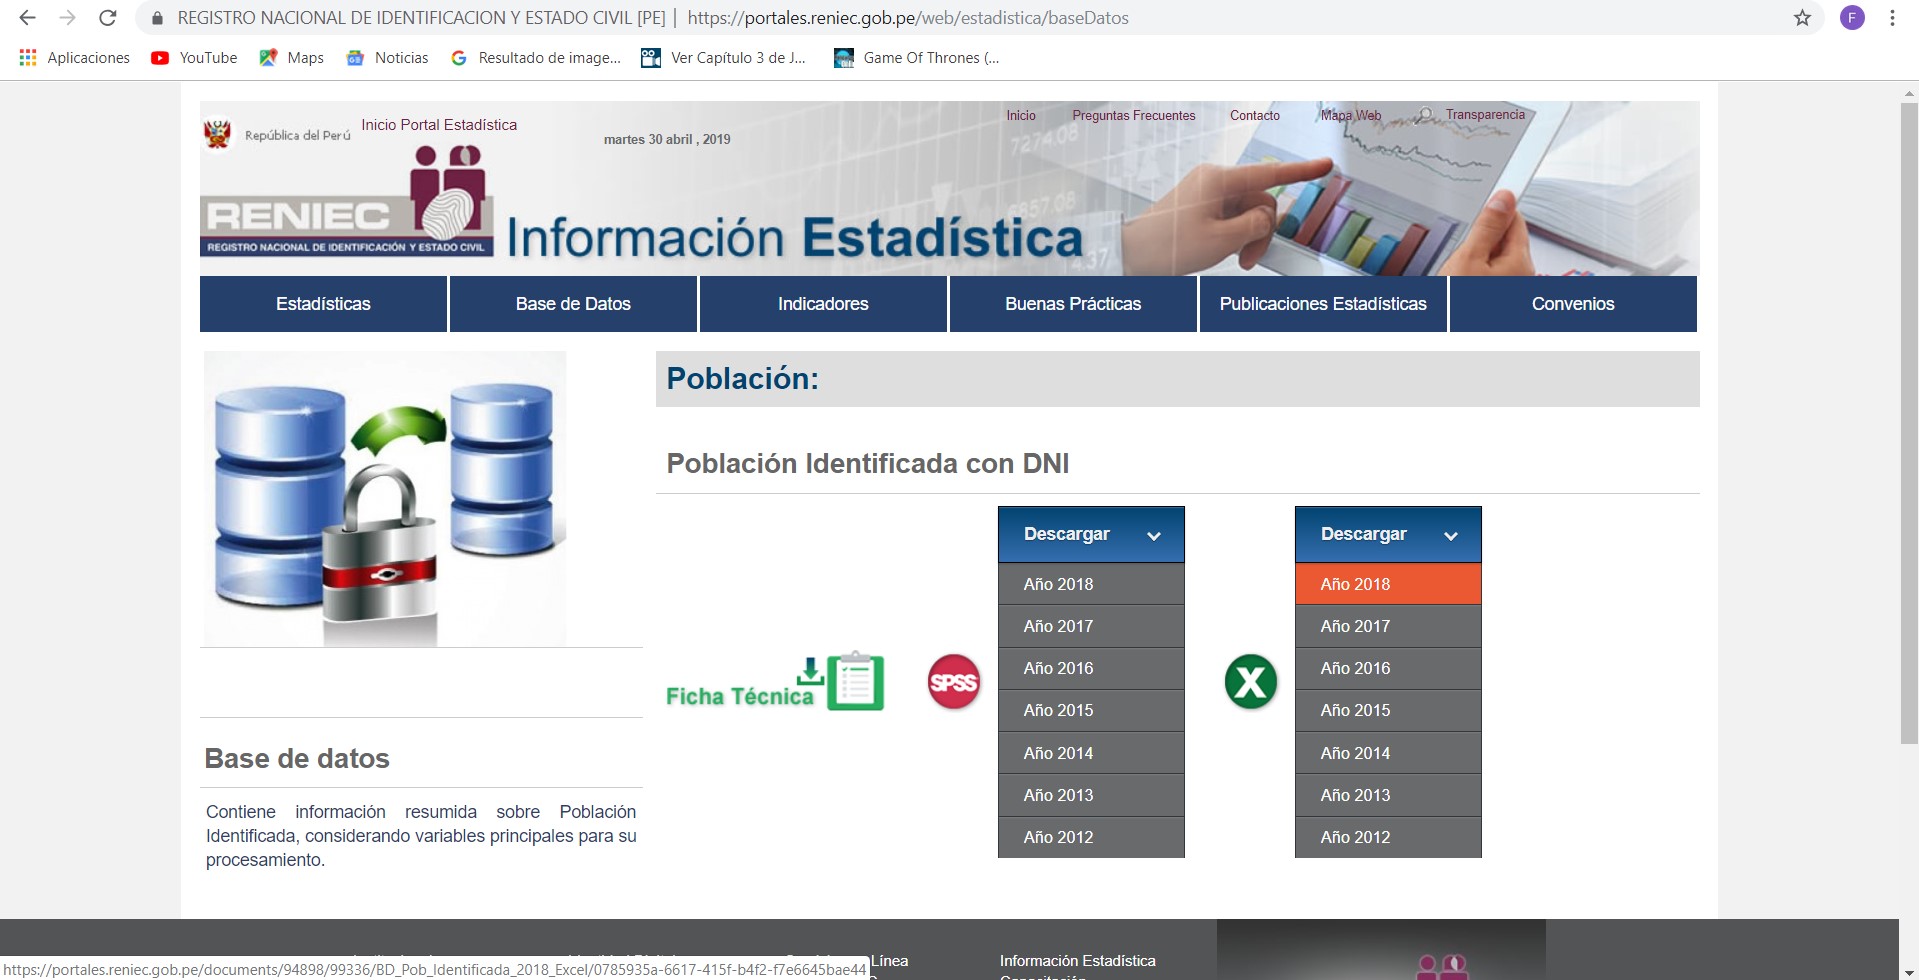 REGISTRO NACIONAL DE IDENTIFICACION Y ESTADO CIVIL [PE] | https://portales.reniec.gob.pe/web/estadistica/baseDatos
F
Aplicaciones YouTube Maps Noticias Resultado de image... Ver Capítulo 3 de J... Game Of Thrones (...
República del Perú Inicio Portal Estadística martes 30 abril , 2019 Inicio Preguntas Frecuentes Contacto Mapa Web Transparencia
7274.08
RENIEC
REGISTRO NACIONAL DE IDENTIFICACIÓN Y ESTADO CIVIL
Información Estadística
Estadísticas Base de Datos Indicadores Buenas Prácticas Publicaciones Estadísticas Convenios
Población:
Población Identificada con DNI
Ficha Técnica
SPSS
Descargar
Año 2018
Año 2017
Año 2016
Año 2015
Año 2014
Año 2013
Año 2012
X
Descargar
Año 2018
Año 2017
Año 2016
Año 2015
Año 2014
Año 2013
Año 2012
Base de datos
Contiene información resumida sobre Población
Identificada, considerando variables principales para su
procesamiento.
Línea Información Estadística
https://portales.reniec.gob.pe/documents/94898/99336/BD_Pob_Identificada_2018_Excel/0785935a-6617-415f-b4f2-f7e6645bae44